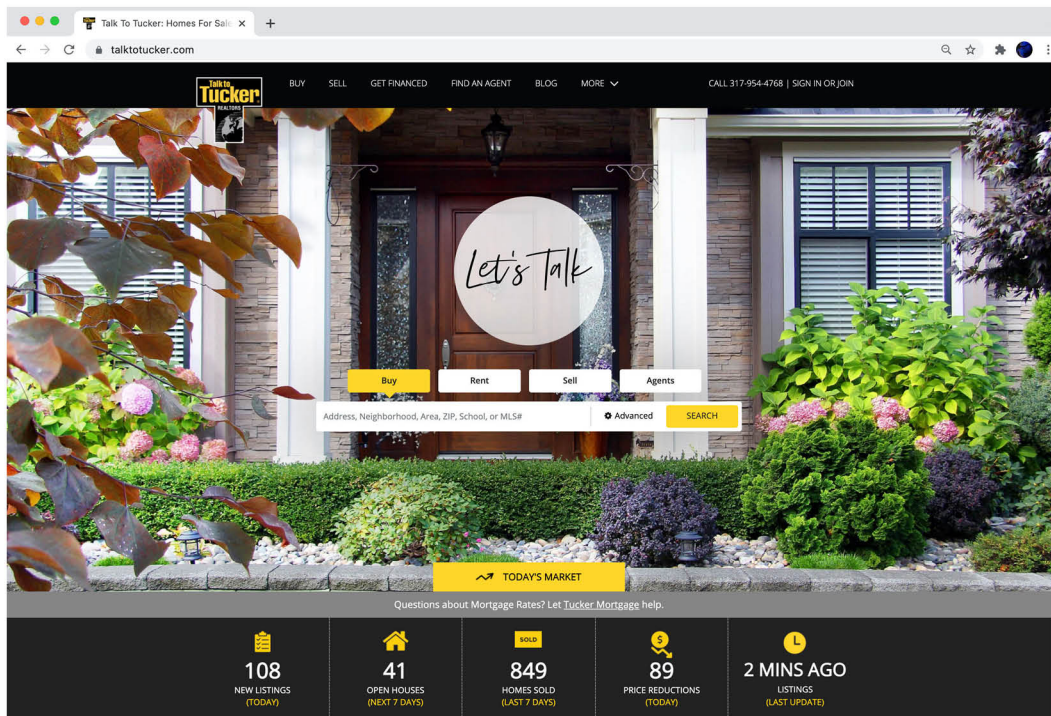 Talk To Tucker: Homes For Sale
talktotucker.com
Talk to
Tucker
REALTORS
BUY SELL GET FINANCED FIND AN AGENT BLOG MORE
CALL 317-954-4768 | SIGN IN OR JOIN
Let's Talk
Buy Rent Sell Agents
Address, Neighborhood, Area, ZIP, School, or MLS# Advanced SEARCH
TODAY'S MARKET
Questions about Mortgage Rates? Let Tucker Mortgage help.
SOLD
108 41 849 89 2 MINS AGO
NEW LISTINGS OPEN HOUSES HOMES SOLD PRICE REDUCTIONS LISTINGS
(TODAY) (NEXT 7 DAYS) (LAST 7 DAYS) (TODAY) (LAST UPDATE)